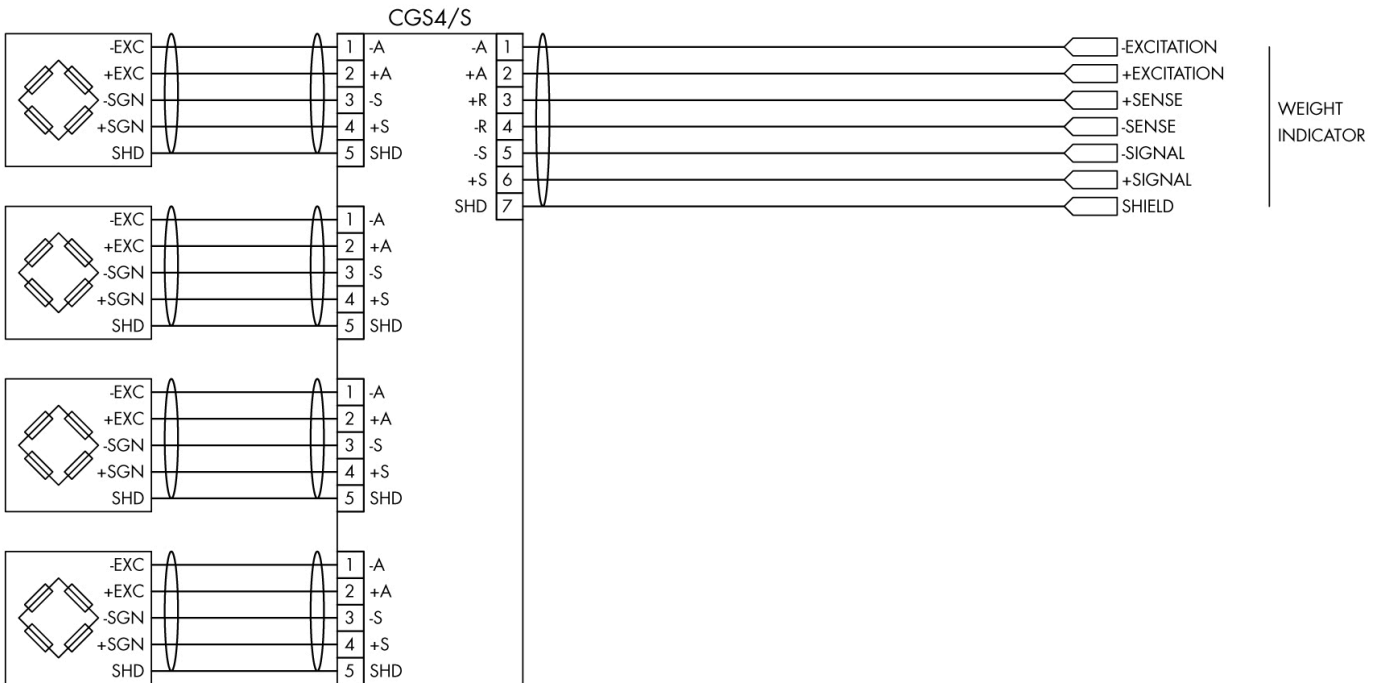 CGS4/S
-EXC 1 -A -A 1 -EXCITATION
+EXC 2 +A +A 2 +EXCITATION
-SGN 3 -S +R 3 +SENSE
+SGN 4 +S -R 4 -SENSE
SHD 5 SHD -S 5 -SIGNAL
+S 6 +SIGNAL
SHD 7 SHIELD
WEIGHT
INDICATOR
-EXC 1 -A
+EXC 2 +A
-SGN 3 -S
+SGN 4 +S
SHD 5 SHD
-EXC 1 -A
+EXC 2 +A
-SGN 3 -S
+SGN 4 +S
SHD 5 SHD
-EXC 1 -A
+EXC 2 +A
-SGN 3 -S
+SGN 4 +S
SHD 5 SHD